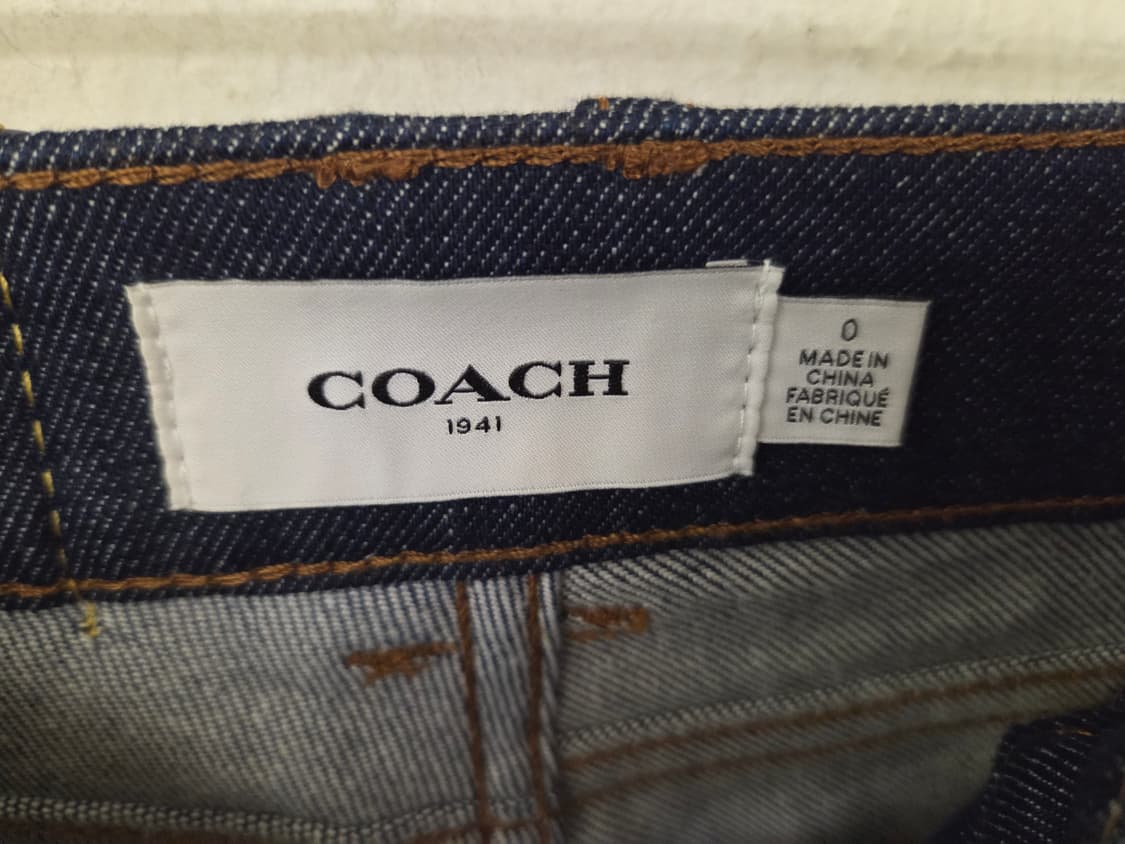 COACH
1941
0
MADE IN
CHINA
FABRIQUÉ
EN CHINE